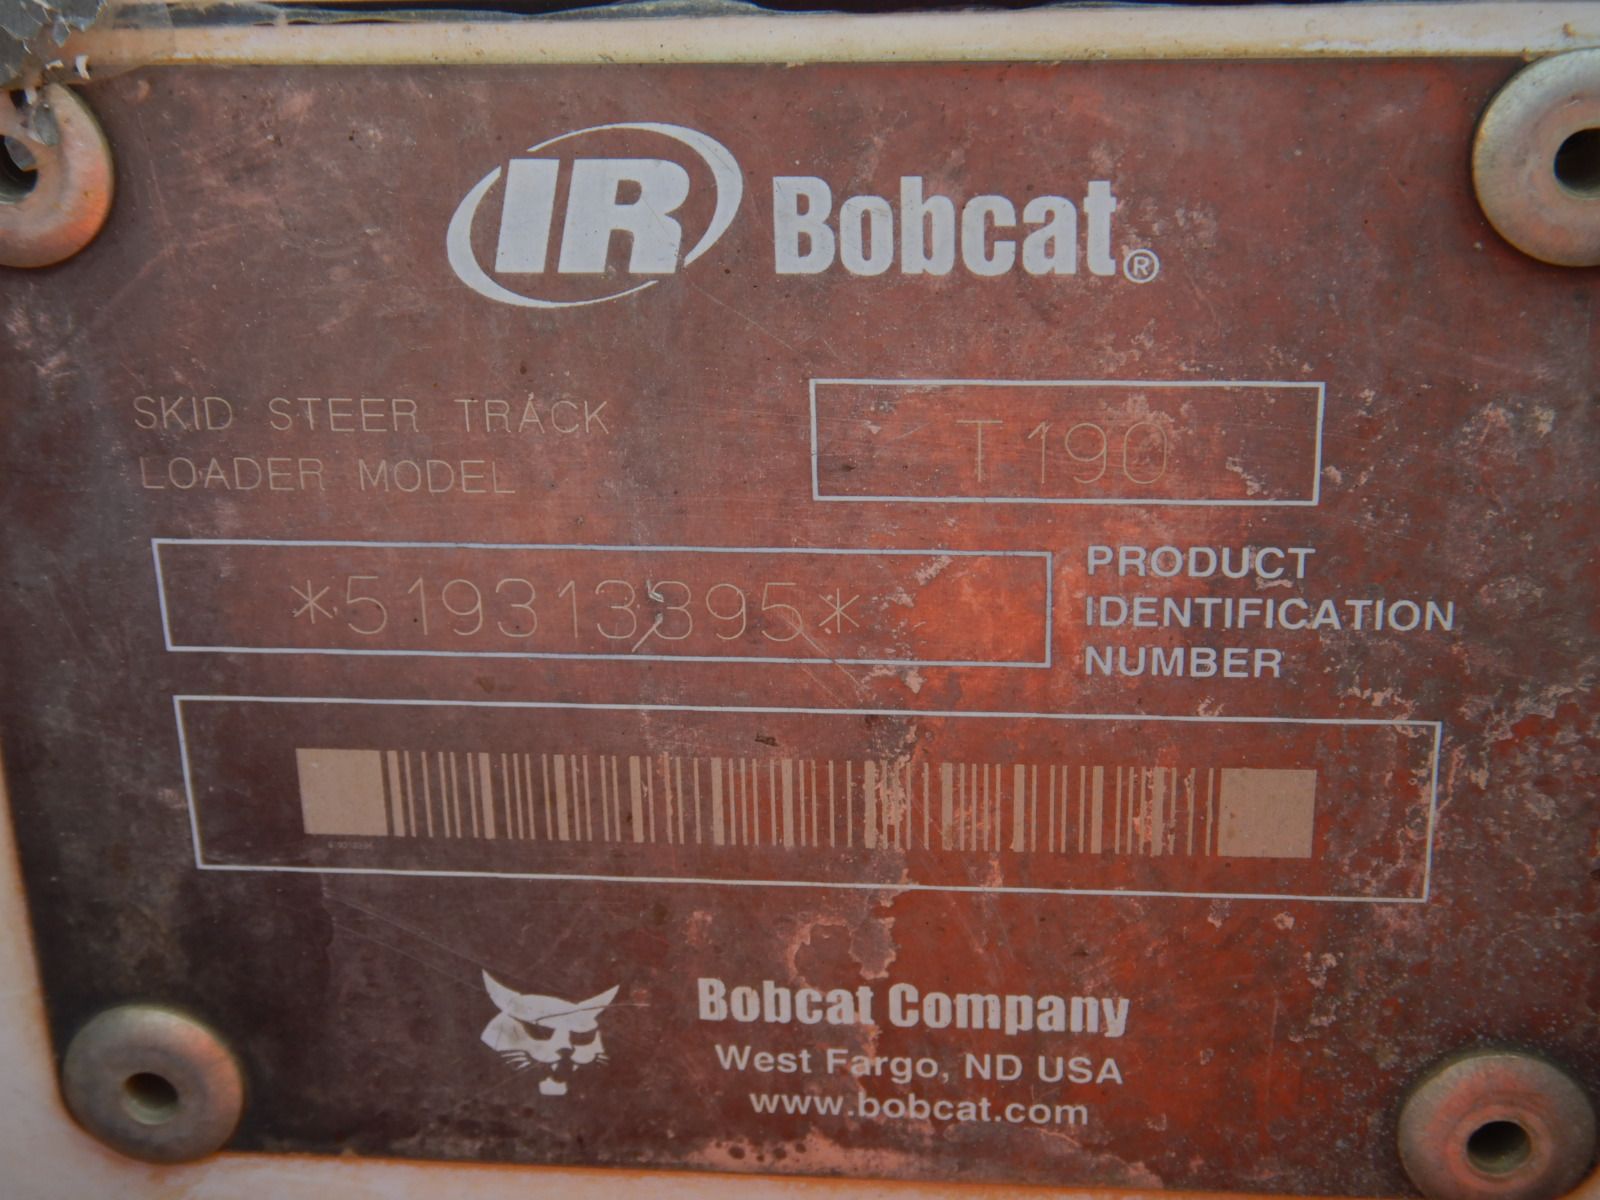 IR Bobcat®
SKID STEER TRACK
LOADER MODEL
T190
*519313395*
PRODUCT
IDENTIFICATION
NUMBER
Bobcat Company
West Fargo, ND USA
www.bobcat.com